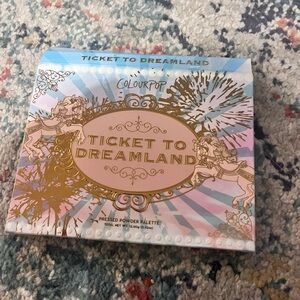 TICKET TO DREAMLAND
COLOURPOP
TICKET TO
DREAMLAND
PRESSED POWDER PALETTE